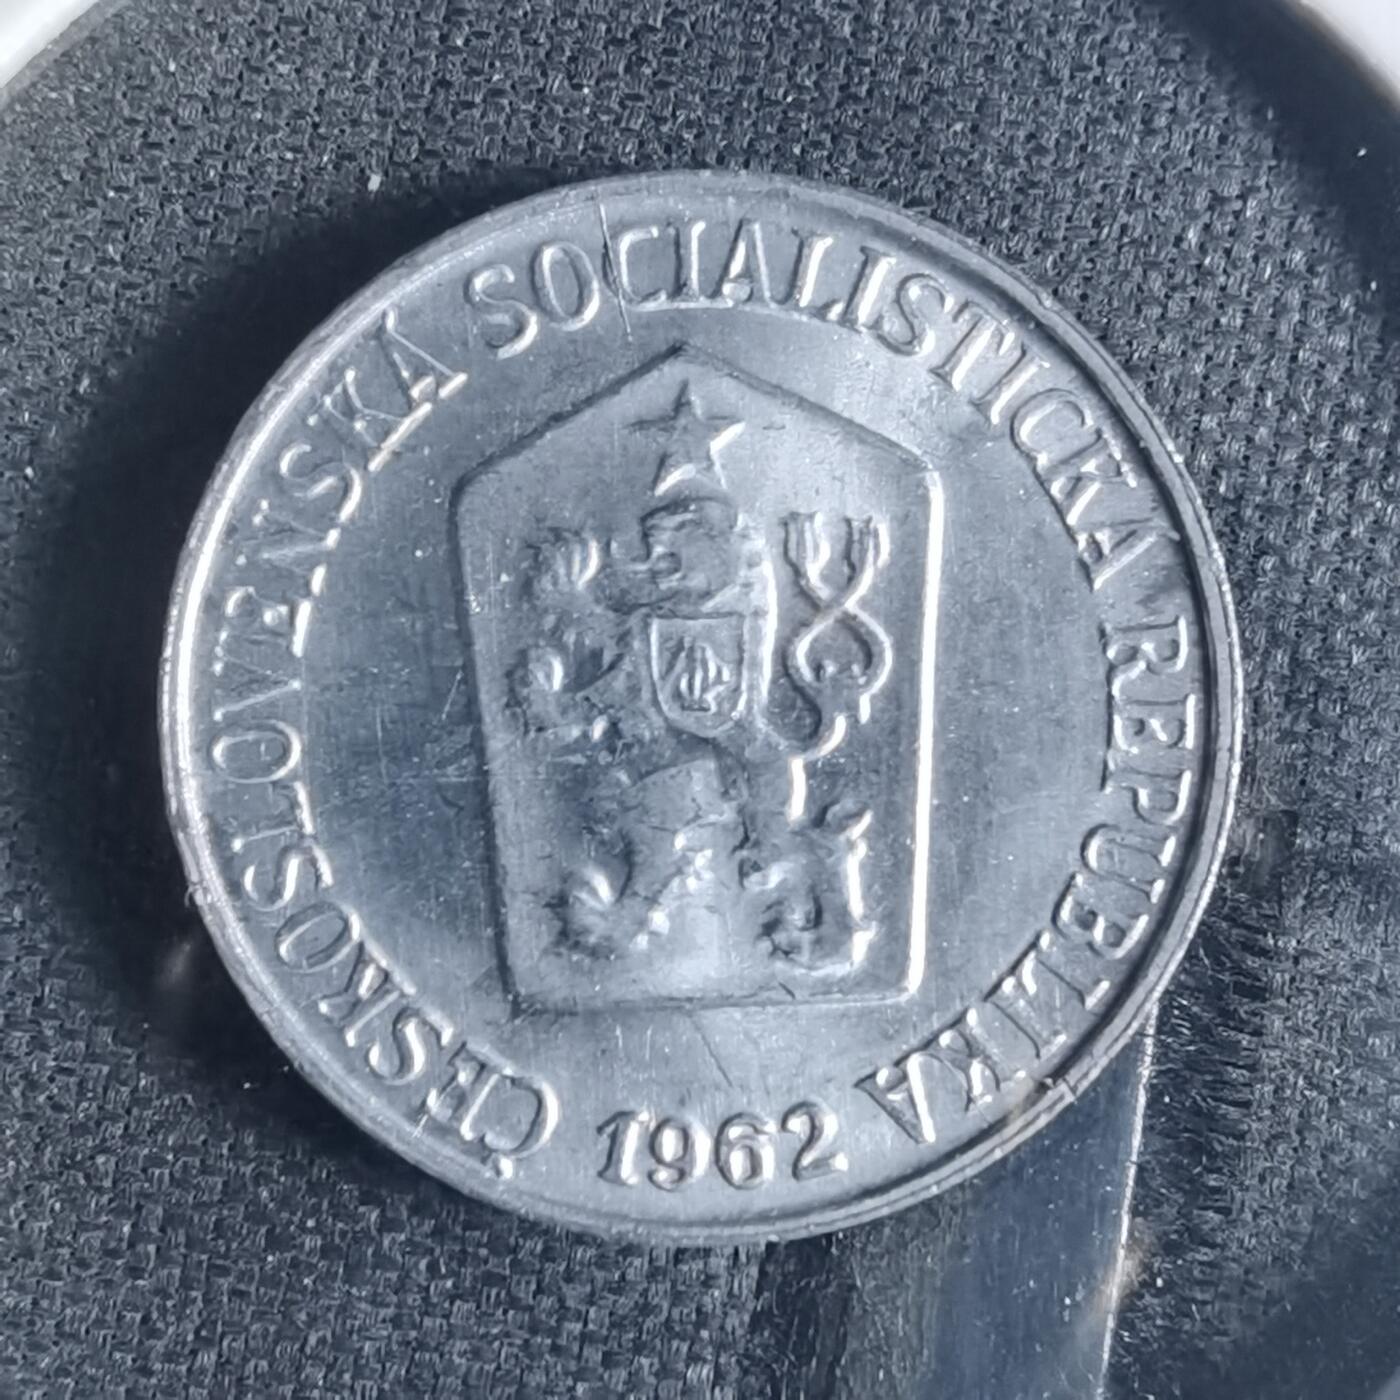 ČESKOSLOVENSKÁ SOCIALISTICKÁ REPUBLIKA
1962